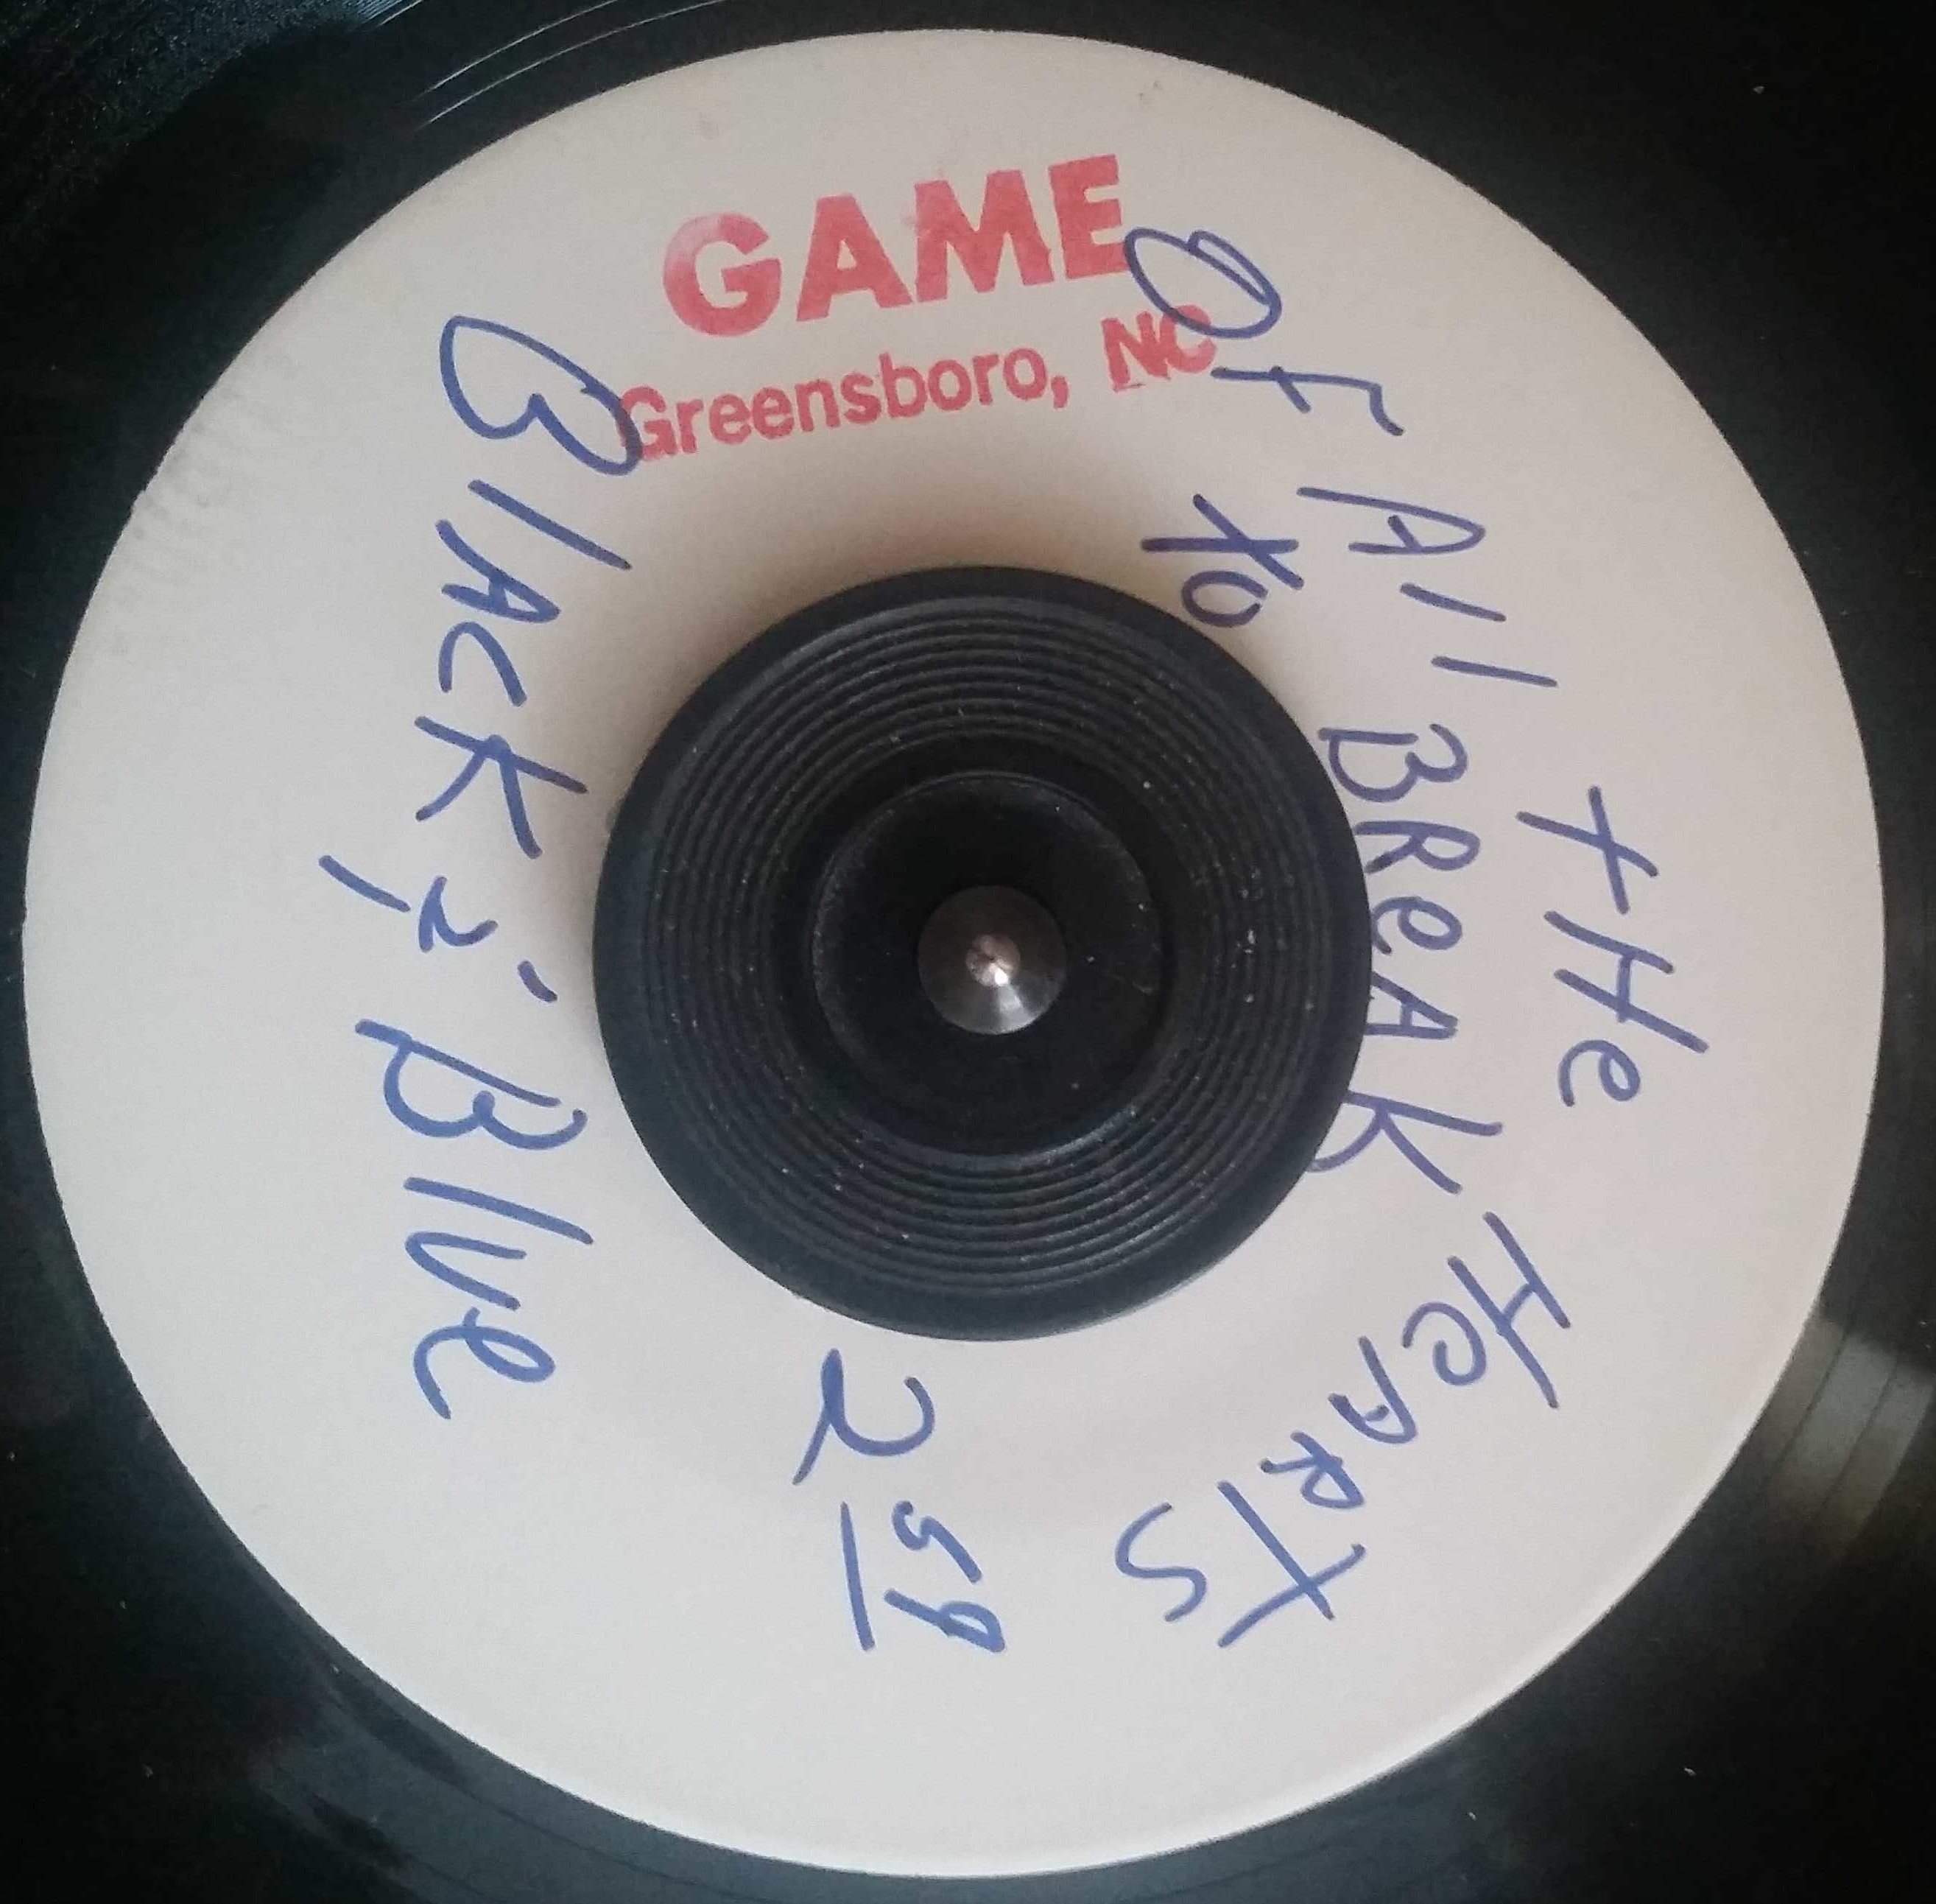 GAME
Greensboro, NC
OF All tHe
to BReAK HeARTS
2 59
BlAcK 'N' Blue